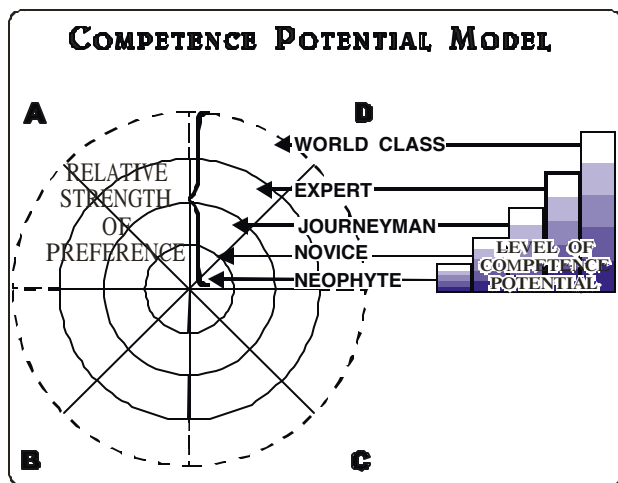 COMPETENCE POTENTIAL MODEL
A
D
WORLD CLASS
RELATIVE
STRENGTH
OF
PREFERENCE
EXPERT
JOURNEYMAN
NOVICE
NEOPHYTE
LEVEL OF
COMPETENCE
POTENTIAL
B
C